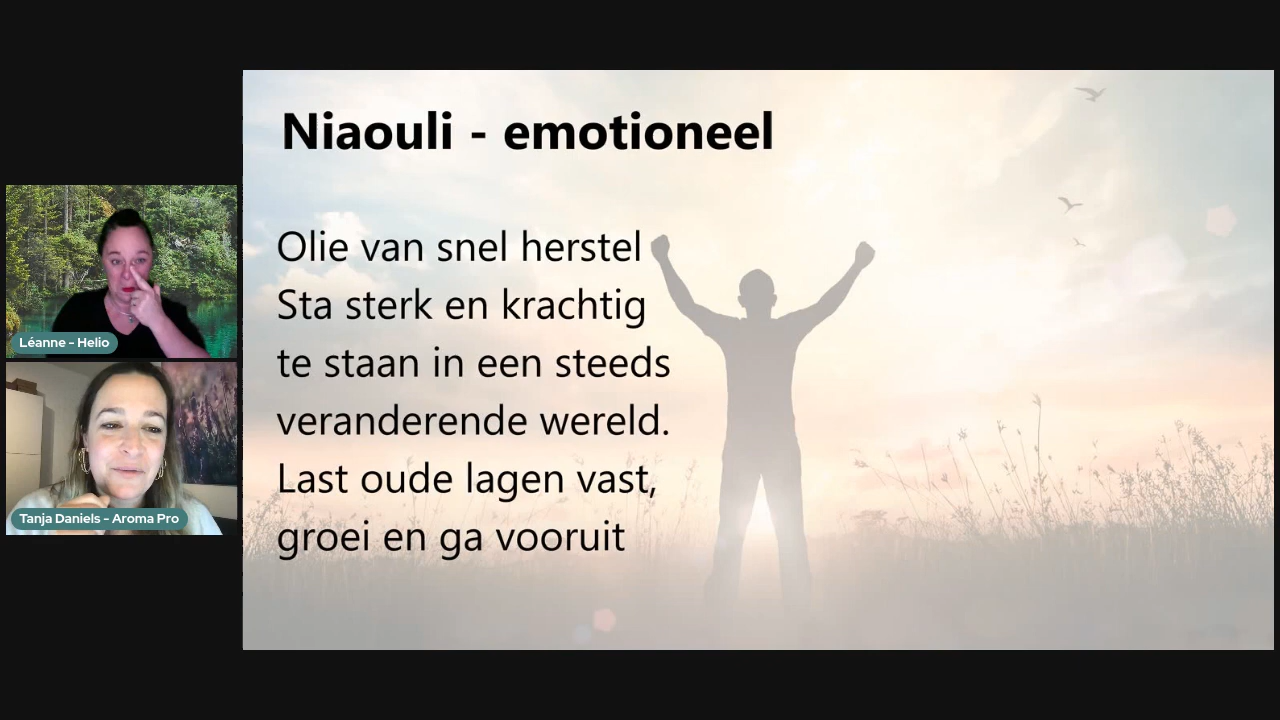 Niaouli - emotioneel
Olie van snel herstel
Sta sterk en krachtig
te staan in een steeds
veranderende wereld.
Last oude lagen vast,
groei en ga vooruit
Léanne - Helio
Tanja Daniels - Aroma Pro